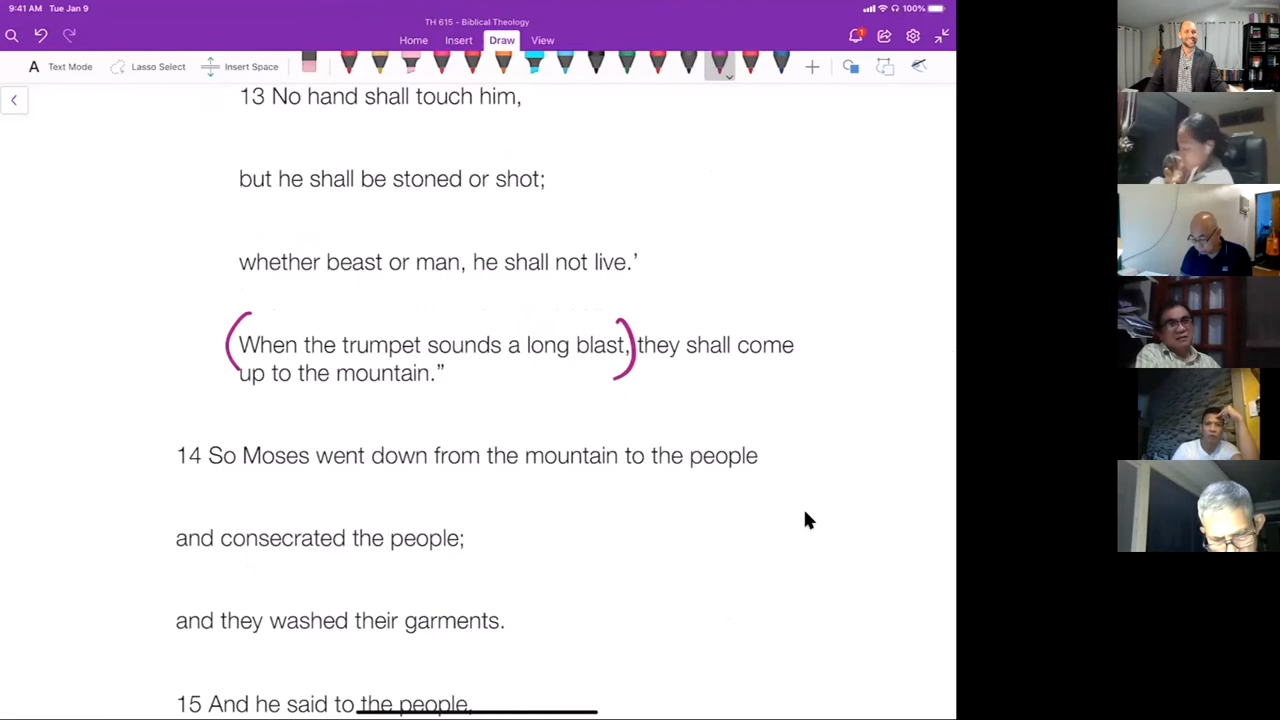 9:41 AM Tue Jan 9
100%
TH 615 - Biblical Theology
Home Insert Draw View
1
A Text Mode Lasso Select Insert Space
13 No hand shall touch him,
but he shall be stoned or shot;
whether beast or man, he shall not live.’
When the trumpet sounds a long blast, they shall come
up to the mountain.”
14 So Moses went down from the mountain to the people
and consecrated the people;
and they washed their garments.
15 And he said to the people,